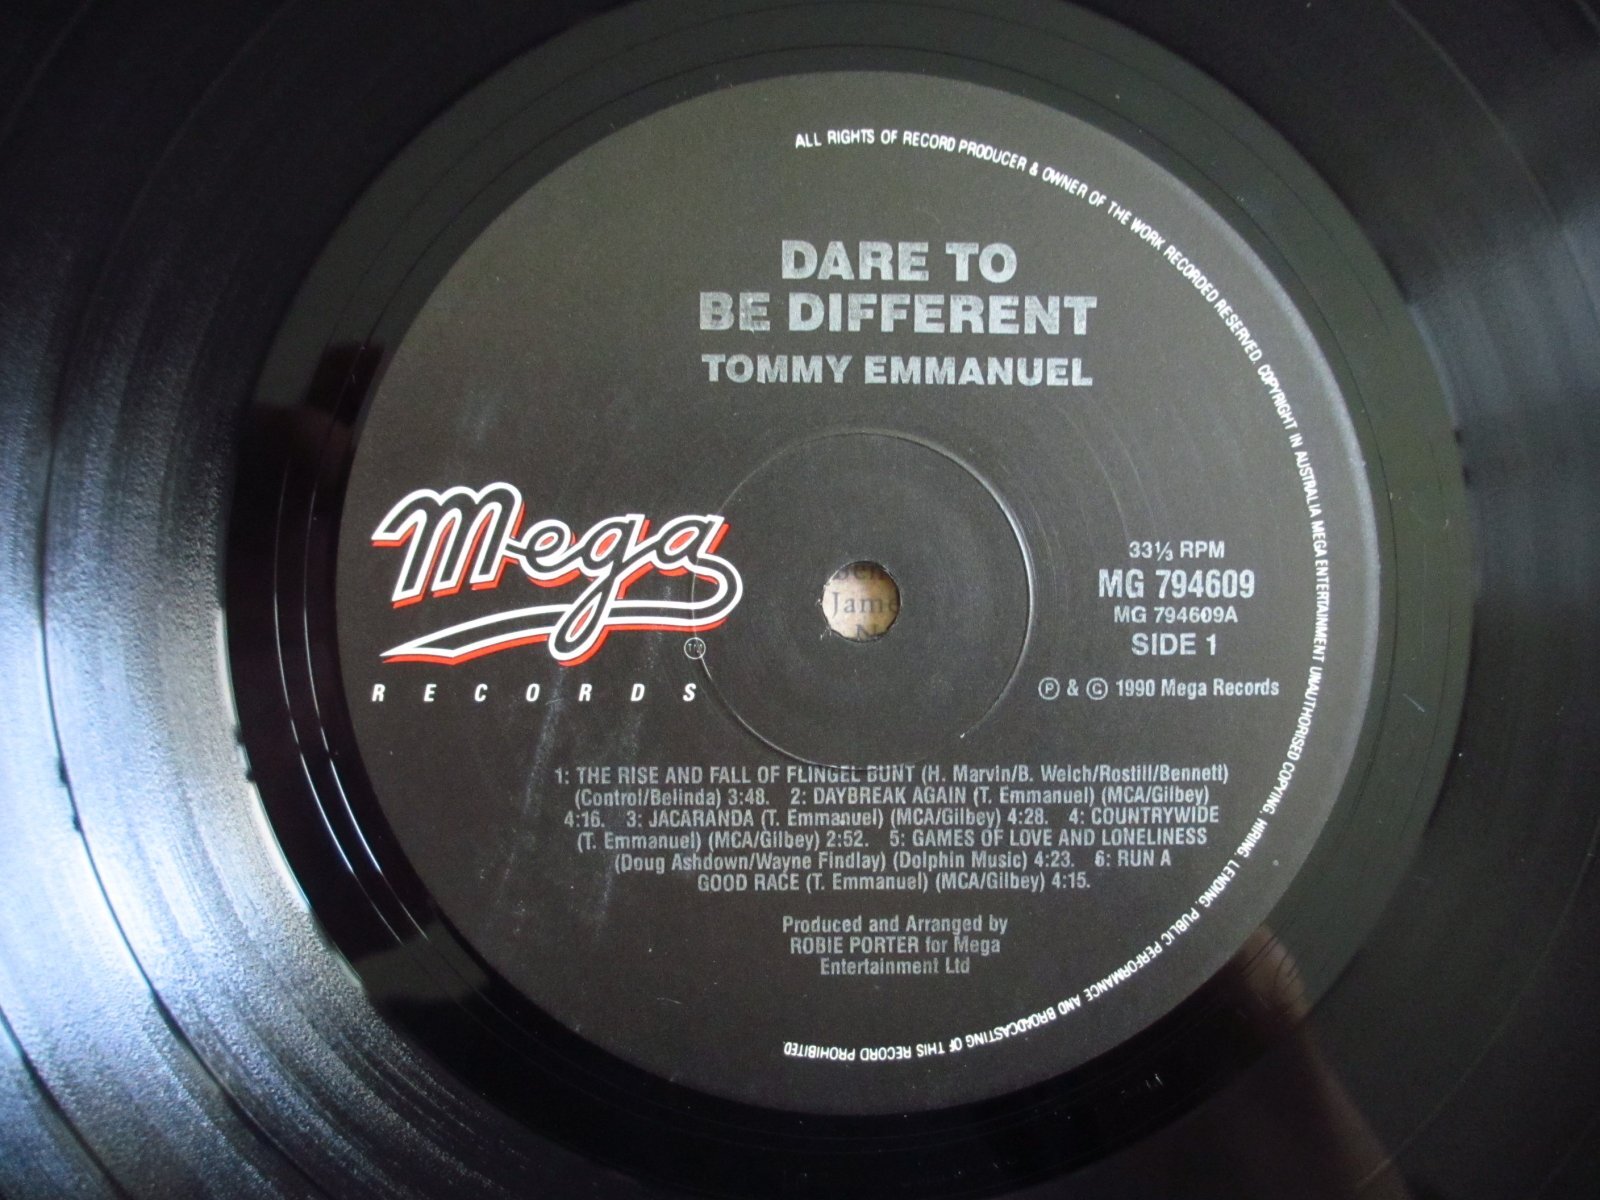 ALL RIGHTS OF RECORD PRODUCER & OWNER OF THE WORK RECORDED RESERVED. COPYRIGHT IN AUSTRALIA MEGA ENTERTAINMENT UNAUTHORISED COPYING, HIRING, LENDING, PUBLIC PERFORMANCE AND BROADCASTING OF THIS RECORD PROHIBITED
DARE TO
BE DIFFERENT
TOMMY EMMANUEL
mega
TM
RECORDS
Jame
33⅓ RPM
MG 794609
MG 794609A
SIDE 1
Ⓟ & © 1990 Mega Records
1: THE RISE AND FALL OF FLINGEL BUNT (H. Marvin/B. Welch/Rostill/Bennett)
(Control/Belinda) 3:48. 2: DAYBREAK AGAIN (T. Emmanuel) (MCA/Gilbey)
4:16. 3: JACARANDA (T. Emmanuel) (MCA/Gilbey) 4:28. 4: COUNTRYWIDE
(T. Emmanuel) (MCA/Gilbey) 2:52. 5: GAMES OF LOVE AND LONELINESS
(Doug Ashdown/Wayne Findlay) (Dolphin Music) 4:23. 6: RUN A
GOOD RACE (T. Emmanuel) (MCA/Gilbey) 4:15.
Produced and Arranged by
ROBIE PORTER for Mega
Entertainment Ltd